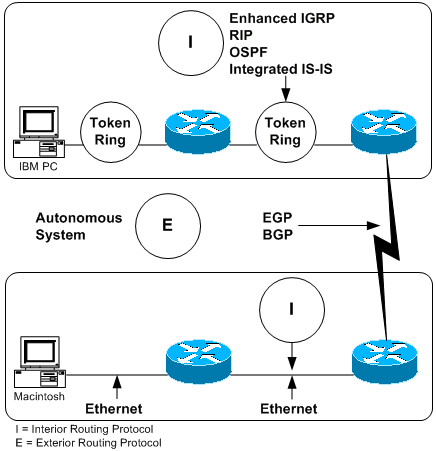 I
Enhanced IGRP
RIP
OSPF
Integrated IS-IS
Token
Ring
Token
Ring
IBM PC
Autonomous
System
E
EGP
BGP
I
Macintosh
Ethernet
Ethernet
I = Interior Routing Protocol
E = Exterior Routing Protocol